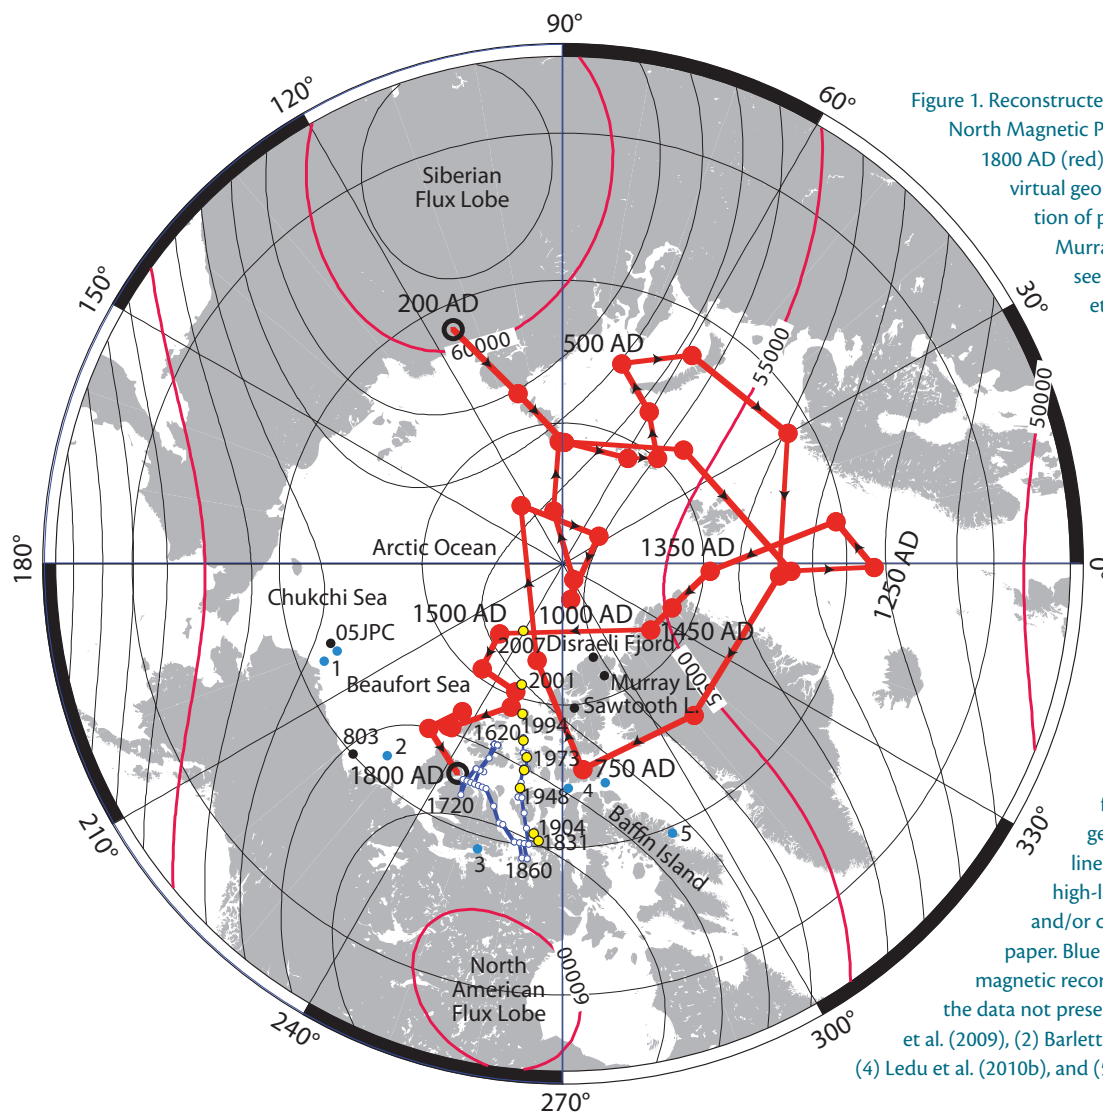 90°
120°
60°
150°
30°
180°
0°
210°
330°
240°
300°
270°
Siberian
Flux Lobe
200 AD
60000
500 AD
55000
50000
Arctic Ocean
1350 AD
1250 AD
Chukchi Sea
1500 AD
1000 AD
1450 AD
05JPC
1
2007
Disraeli Fjord
55000
Beaufort Sea
2001
Murray L.
Sawtooth L.
1994
1620
803
2
1973
1800 AD
750 AD
1720
1948
4
Baffin Island
1904
5
1831
3
1860
North
American
Flux Lobe
60000
Figure 1. Reconstructe
North Magnetic P
1800 AD (red)
virtual geo
tion of p
Murra
see
et
f
ge
line
high-l
and/or c
paper. Blue
magnetic recor
the data not prese
et al. (2009), (2) Barlett
(4) Ledu et al. (2010b), and (5